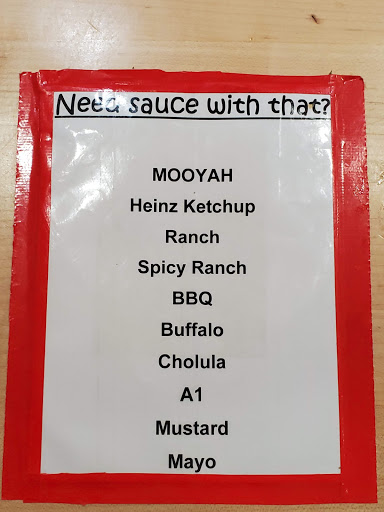 Need sauce with that?
MOOYAH
Heinz Ketchup
Ranch
Spicy Ranch
BBQ
Buffalo
Cholula
A1
Mustard
Mayo